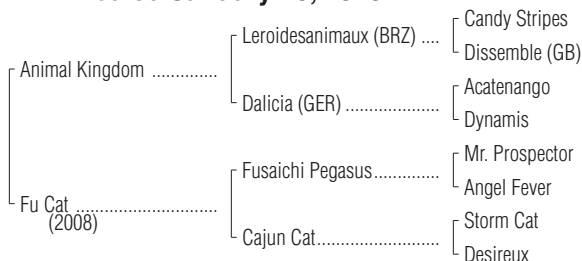 Candy Stripes
Leroidesanimaux (BRZ) ....
Dissemble (GB)
Animal Kingdom ..............
Acatenango
Dalicia (GER) ....................
Dynamis
Mr. Prospector
Fusaichi Pegasus..............
Angel Fever
Fu Cat ..............................
(2008)
Storm Cat
Cajun Cat..........................
Desireux